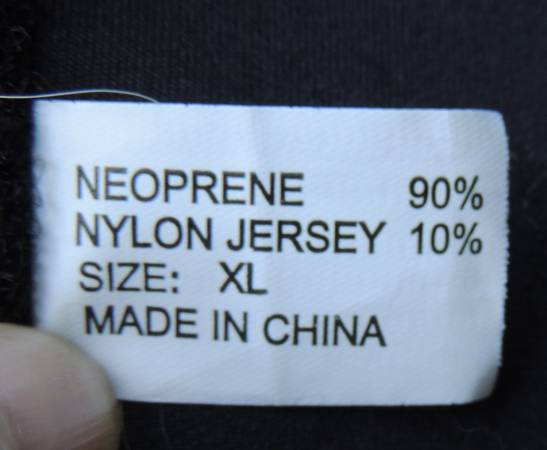 NEOPRENE 90%
NYLON JERSEY 10%
SIZE: XL
MADE IN CHINA